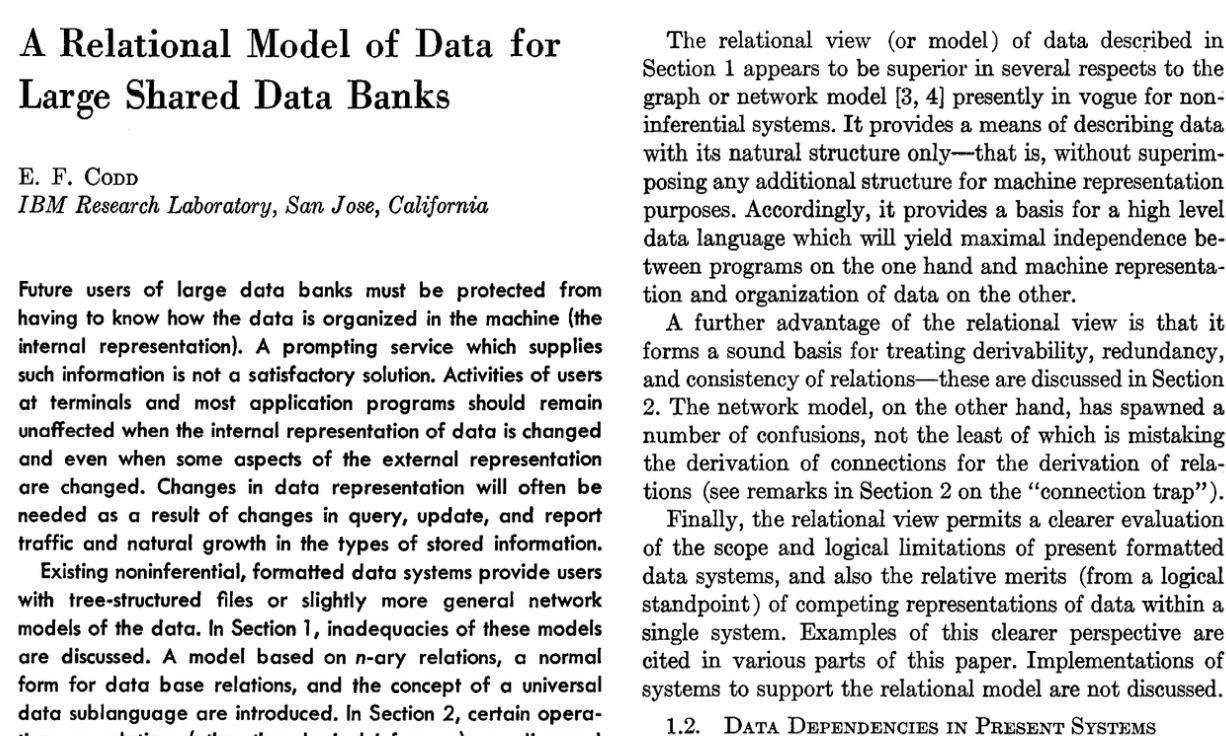 A Relational Model of Data for
Large Shared Data Banks
E. F. CODD
IBM Research Laboratory, San Jose, California
Future users of large data banks must be protected from
having to know how the data is organized in the machine (the
internal representation). A prompting service which supplies
such information is not a satisfactory solution. Activities of users
at terminals and most application programs should remain
unaffected when the internal representation of data is changed
and even when some aspects of the external representation
are changed. Changes in data representation will often be
needed as a result of changes in query, update, and report
traffic and natural growth in the types of stored information.
Existing noninferential, formatted data systems provide users
with tree-structured files or slightly more general network
models of the data. In Section 1, inadequacies of these models
are discussed. A model based on n-ary relations, a normal
form for data base relations, and the concept of a universal
data sublanguage are introduced. In Section 2, certain opera-
The relational view (or model) of data described in
Section 1 appears to be superior in several respects to the
graph or network model [3, 4] presently in vogue for non-
inferential systems. It provides a means of describing data
with its natural structure only—that is, without superim-
posing any additional structure for machine representation
purposes. Accordingly, it provides a basis for a high level
data language which will yield maximal independence be-
tween programs on the one hand and machine representa-
tion and organization of data on the other.
A further advantage of the relational view is that it
forms a sound basis for treating derivability, redundancy,
and consistency of relations—these are discussed in Section
2. The network model, on the other hand, has spawned a
number of confusions, not the least of which is mistaking
the derivation of connections for the derivation of rela-
tions (see remarks in Section 2 on the “connection trap”).
Finally, the relational view permits a clearer evaluation
of the scope and logical limitations of present formatted
data systems, and also the relative merits (from a logical
standpoint) of competing representations of data within a
single system. Examples of this clearer perspective are
cited in various parts of this paper. Implementations of
systems to support the relational model are not discussed.
1.2. DATA DEPENDENCIES IN PRESENT SYSTEMS